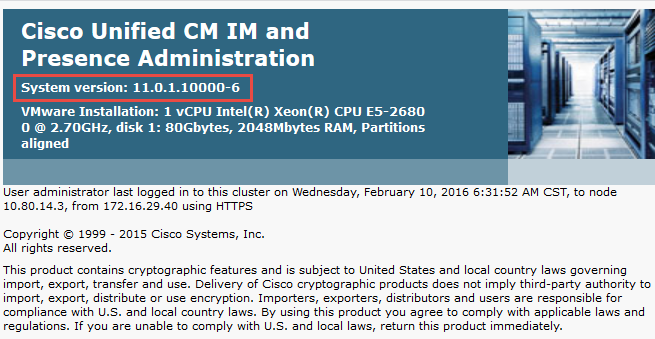 Cisco Unified CM IM and
Presence Administration
System version: 11.0.1.10000-6
VMware Installation: 1 vCPU Intel(R) Xeon(R) CPU E5-2680
0 @ 2.70GHz, disk 1: 80Gbytes, 2048Mbytes RAM, Partitions
aligned
User administrator last logged in to this cluster on Wednesday, February 10, 2016 6:31:52 AM CST, to node
10.80.14.3, from 172.16.29.40 using HTTPS
Copyright © 1999 - 2015 Cisco Systems, Inc.
All rights reserved.
This product contains cryptographic features and is subject to United States and local country laws governing
import, export, transfer and use. Delivery of Cisco cryptographic products does not imply third-party authority to
import, export, distribute or use encryption. Importers, exporters, distributors and users are responsible for
compliance with U.S. and local country laws. By using this product you agree to comply with applicable laws and
regulations. If you are unable to comply with U.S. and local laws, return this product immediately.